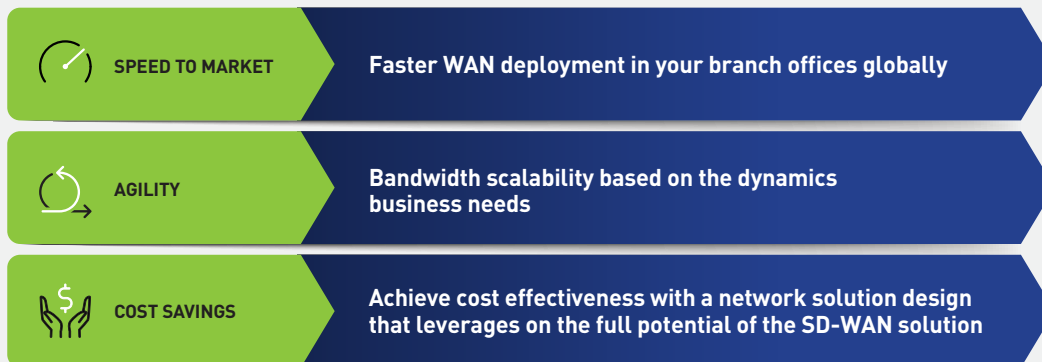 SPEED TO MARKET
Faster WAN deployment in your branch offices globally
AGILITY
Bandwidth scalability based on the dynamics
business needs
COST SAVINGS
Achieve cost effectiveness with a network solution design
that leverages on the full potential of the SD-WAN solution